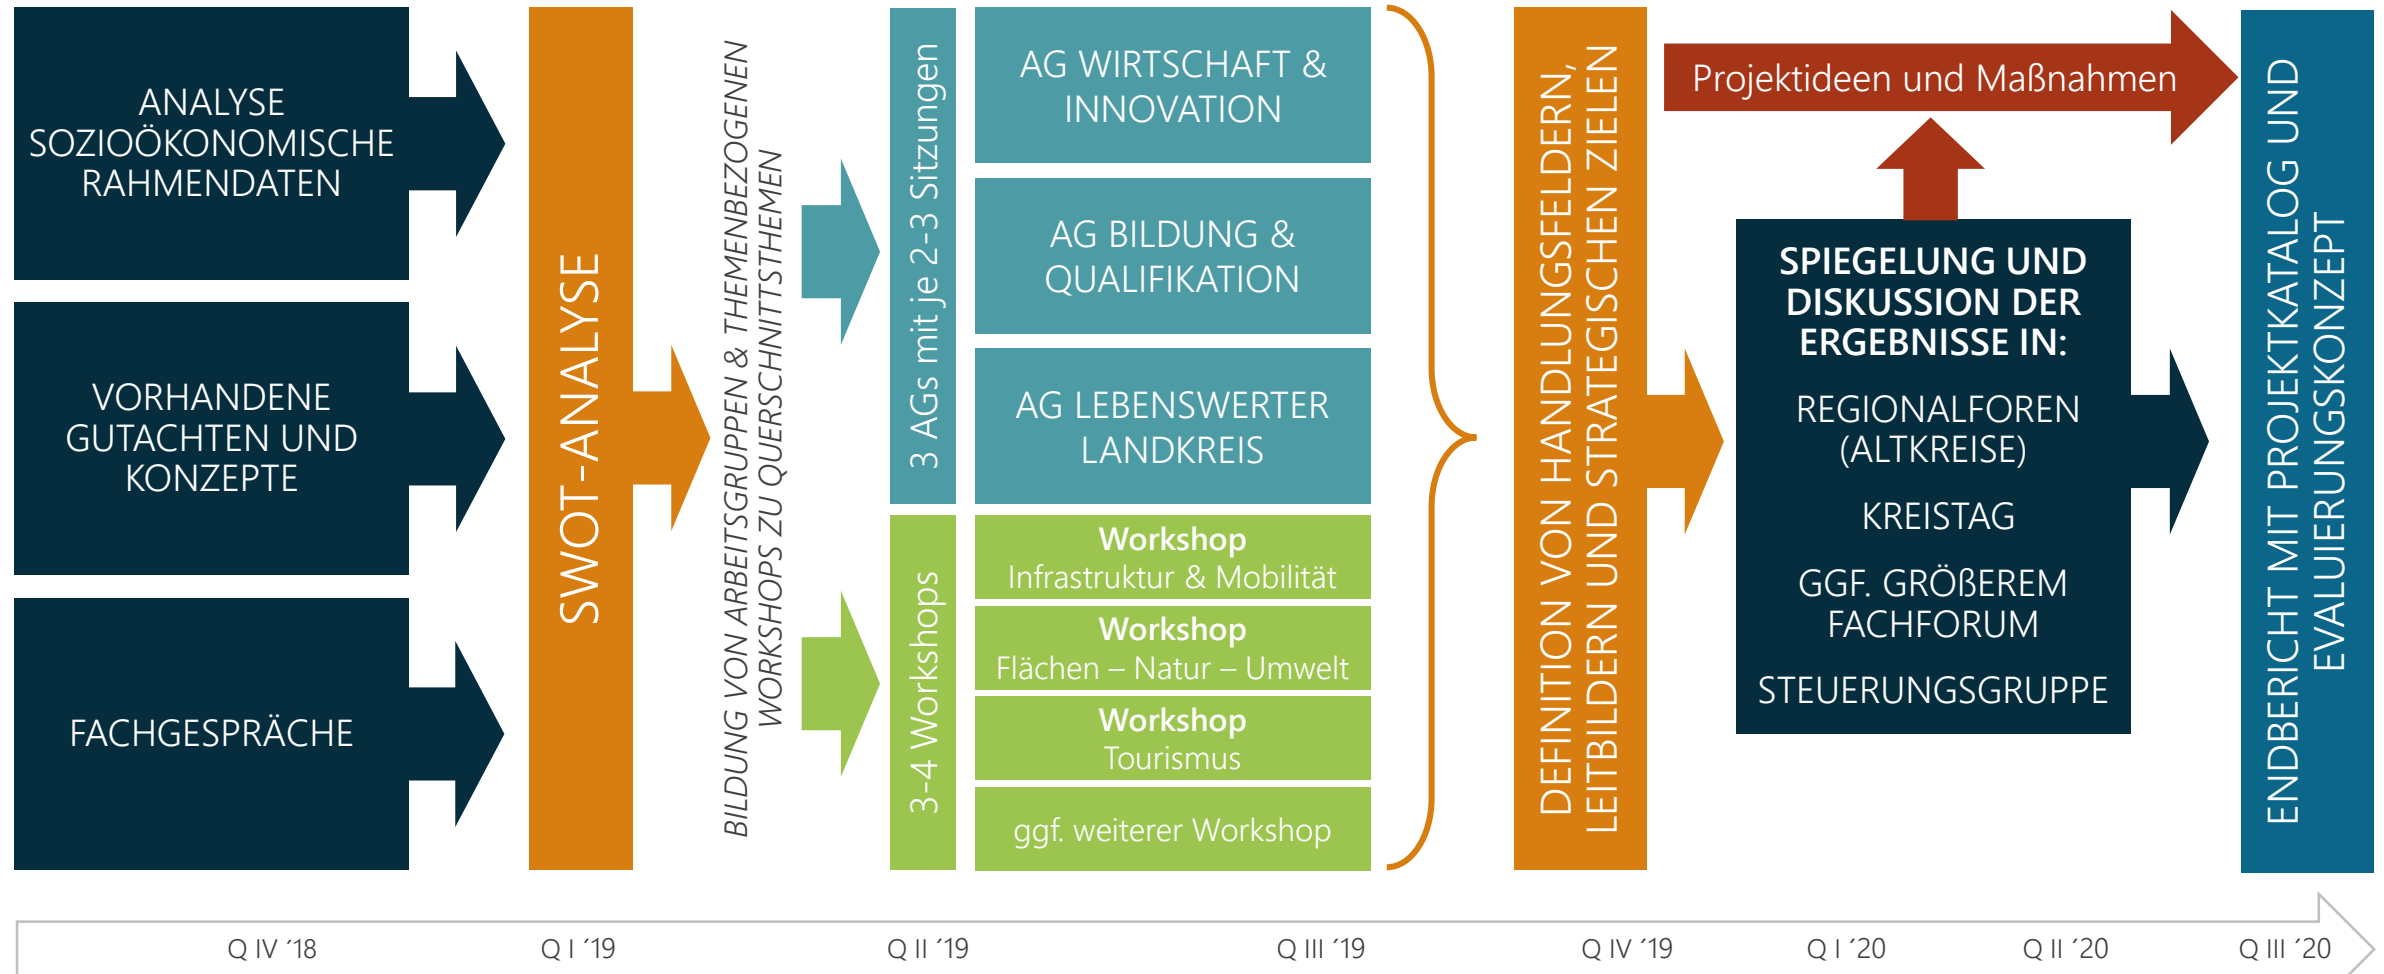 ANALYSE
SOZIOÖKONOMISCHE
RAHMENDATEN
VORHANDENE
GUTACHTEN UND
KONZEPTE
FACHGESPRÄCHE
SWOT-ANALYSE
BILDUNG VON ARBEITSGRUPPEN & THEMENBEZOGENEN
WORKSHOPS ZU QUERSCHNITTSTHEMEN
3 AGs mit je 2-3 Sitzungen
AG WIRTSCHAFT &
INNOVATION
AG BILDUNG &
QUALIFIKATION
AG LEBENSWERTER
LANDKREIS
3-4 Workshops
Workshop
Infrastruktur & Mobilität
Workshop
Flächen – Natur – Umwelt
Workshop
Tourismus
ggf. weiterer Workshop
DEFINITION VON HANDLUNGSFELDERN,
LEITBILDERN UND STRATEGISCHEN ZIELEN
Projektideen und Maßnahmen
SPIEGELUNG UND
DISKUSSION DER
ERGEBNISSE IN:
REGIONALFOREN
(ALTKREISE)
KREISTAG
GGF. GRÖßEREM
FACHFORUM
STEUERUNGSGRUPPE
ENDBERICHT MIT PROJEKTKATALOG UND
EVALUIERUNGSKONZEPT
Q IV ´18
Q I ´19
Q II ´19
Q III ´19
Q IV ´19
Q I ´20
Q II ´20
Q III ´20